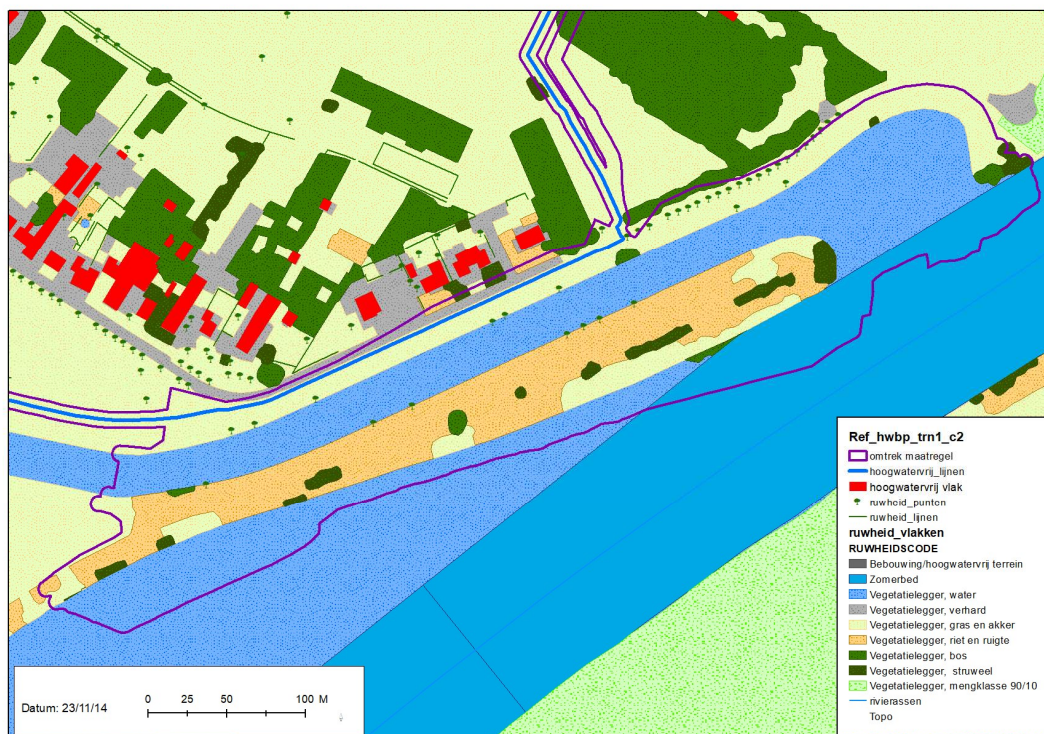 Ref_hwbp_trn1_c2
omtrek maatregel
hoogwatervrij_lijnen
hoogwatervrij vlak
ruwheid_punten
ruwheid_lijnen
ruwheid_vlakken
RUWHEIDSCODE
Bebouwing/hoogwatervrij terrein
Zomerbed
Vegetatielegger, water
Vegetatielegger, verhard
Vegetatielegger, gras en akker
Vegetatielegger, riet en ruigte
Vegetatielegger, bos
Vegetatielegger, struweel
Vegetatielegger, mengklasse 90/10
rivierassen
Topo
Datum: 23/11/14
0 25 50 100 M